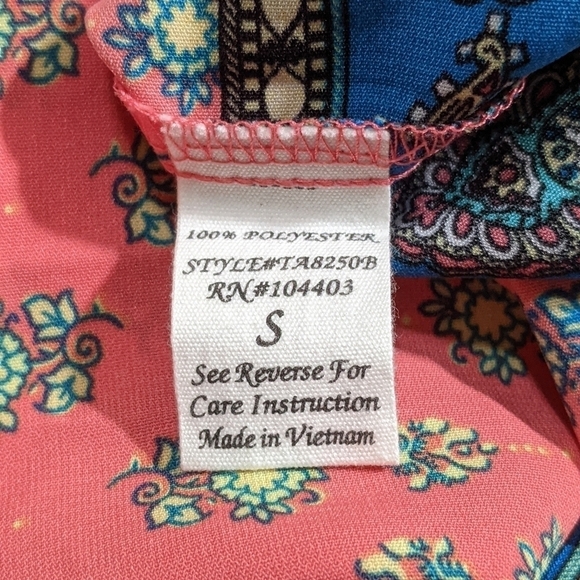 100% POLYESTER
STYLE#TA8250B
RN#104403
S
See Reverse For
Care Instruction
Made in Vietnam